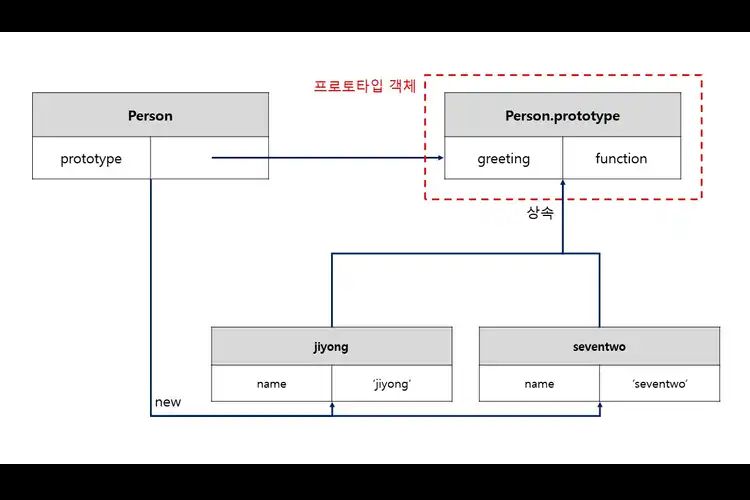 프로토타입 객체
Person
Person.prototype
prototype
greeting
function
상속
jiyong
seventwo
name
'jiyong'
name
'seventwo'
new